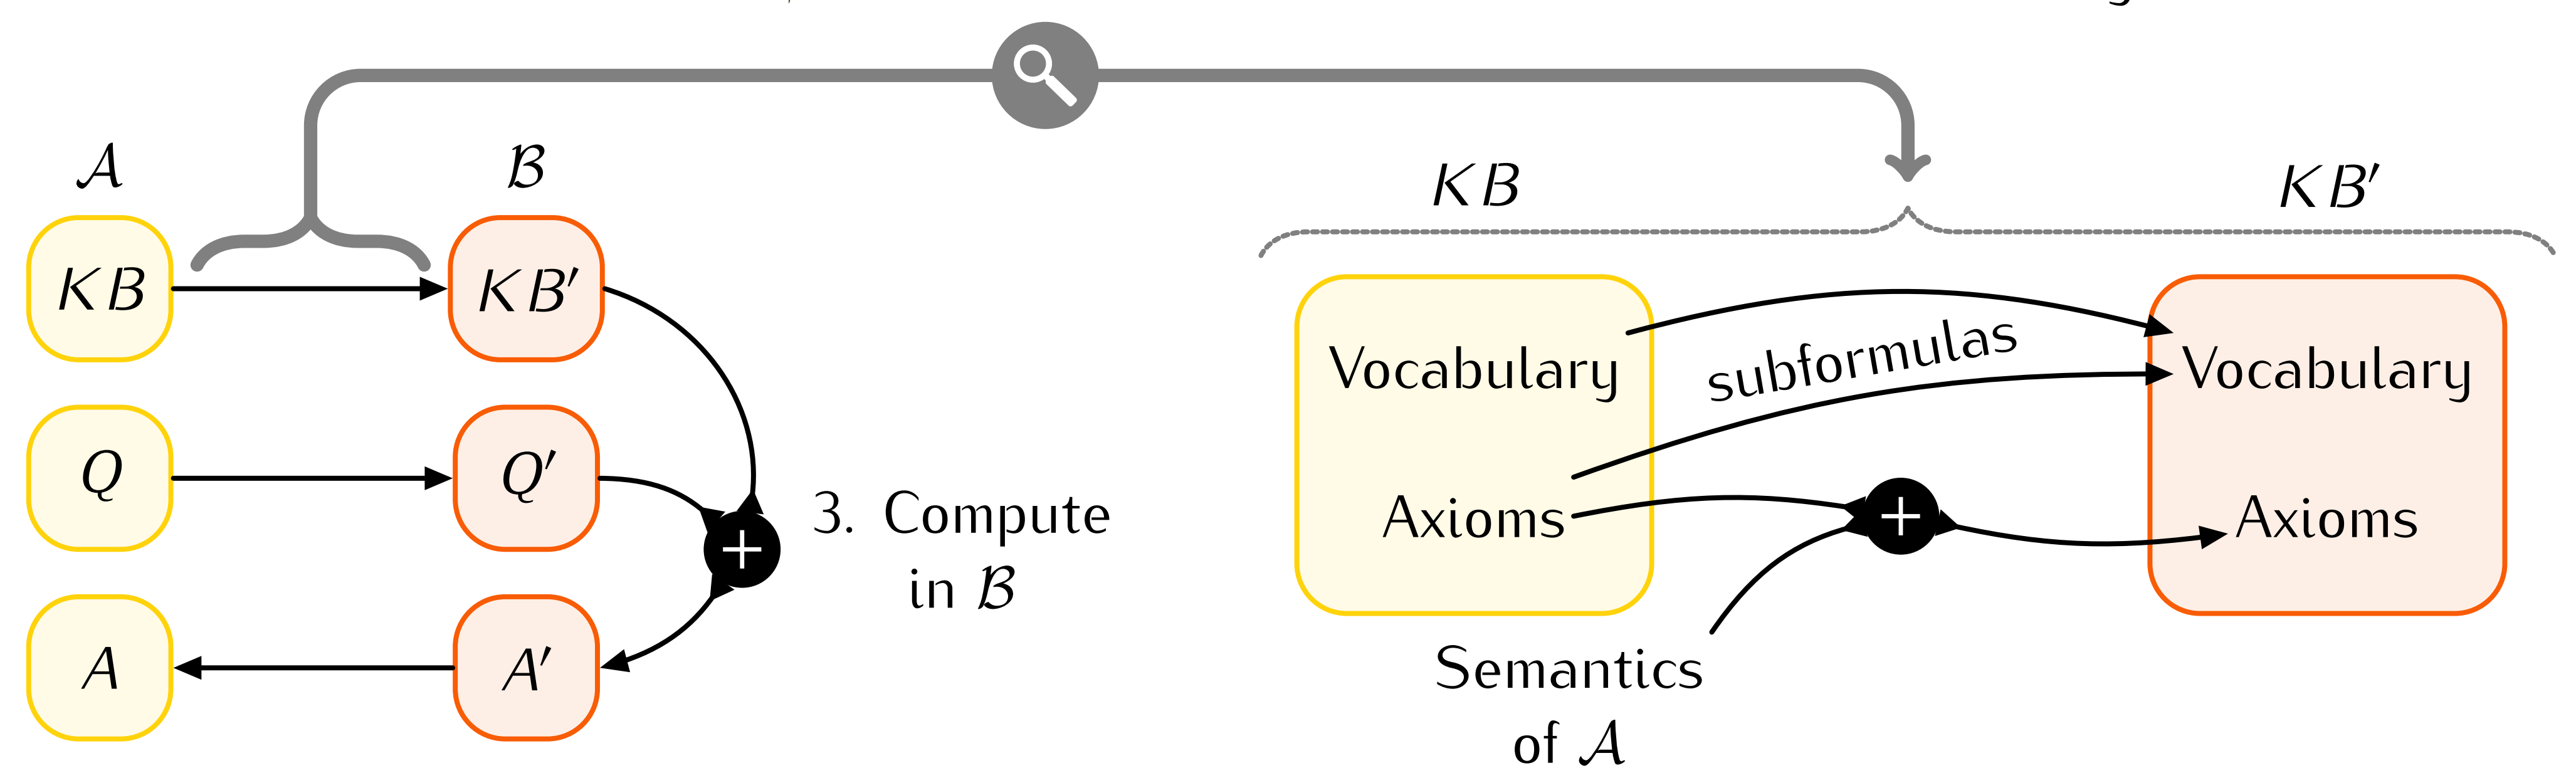 𝒜
ℬ
KB
KB′
KB
KB′
Q
Q′
3. Compute
in ℬ
A
A′
Vocabulary
subformulas
Vocabulary
Axioms
+
+
Axioms
Semantics
of 𝒜